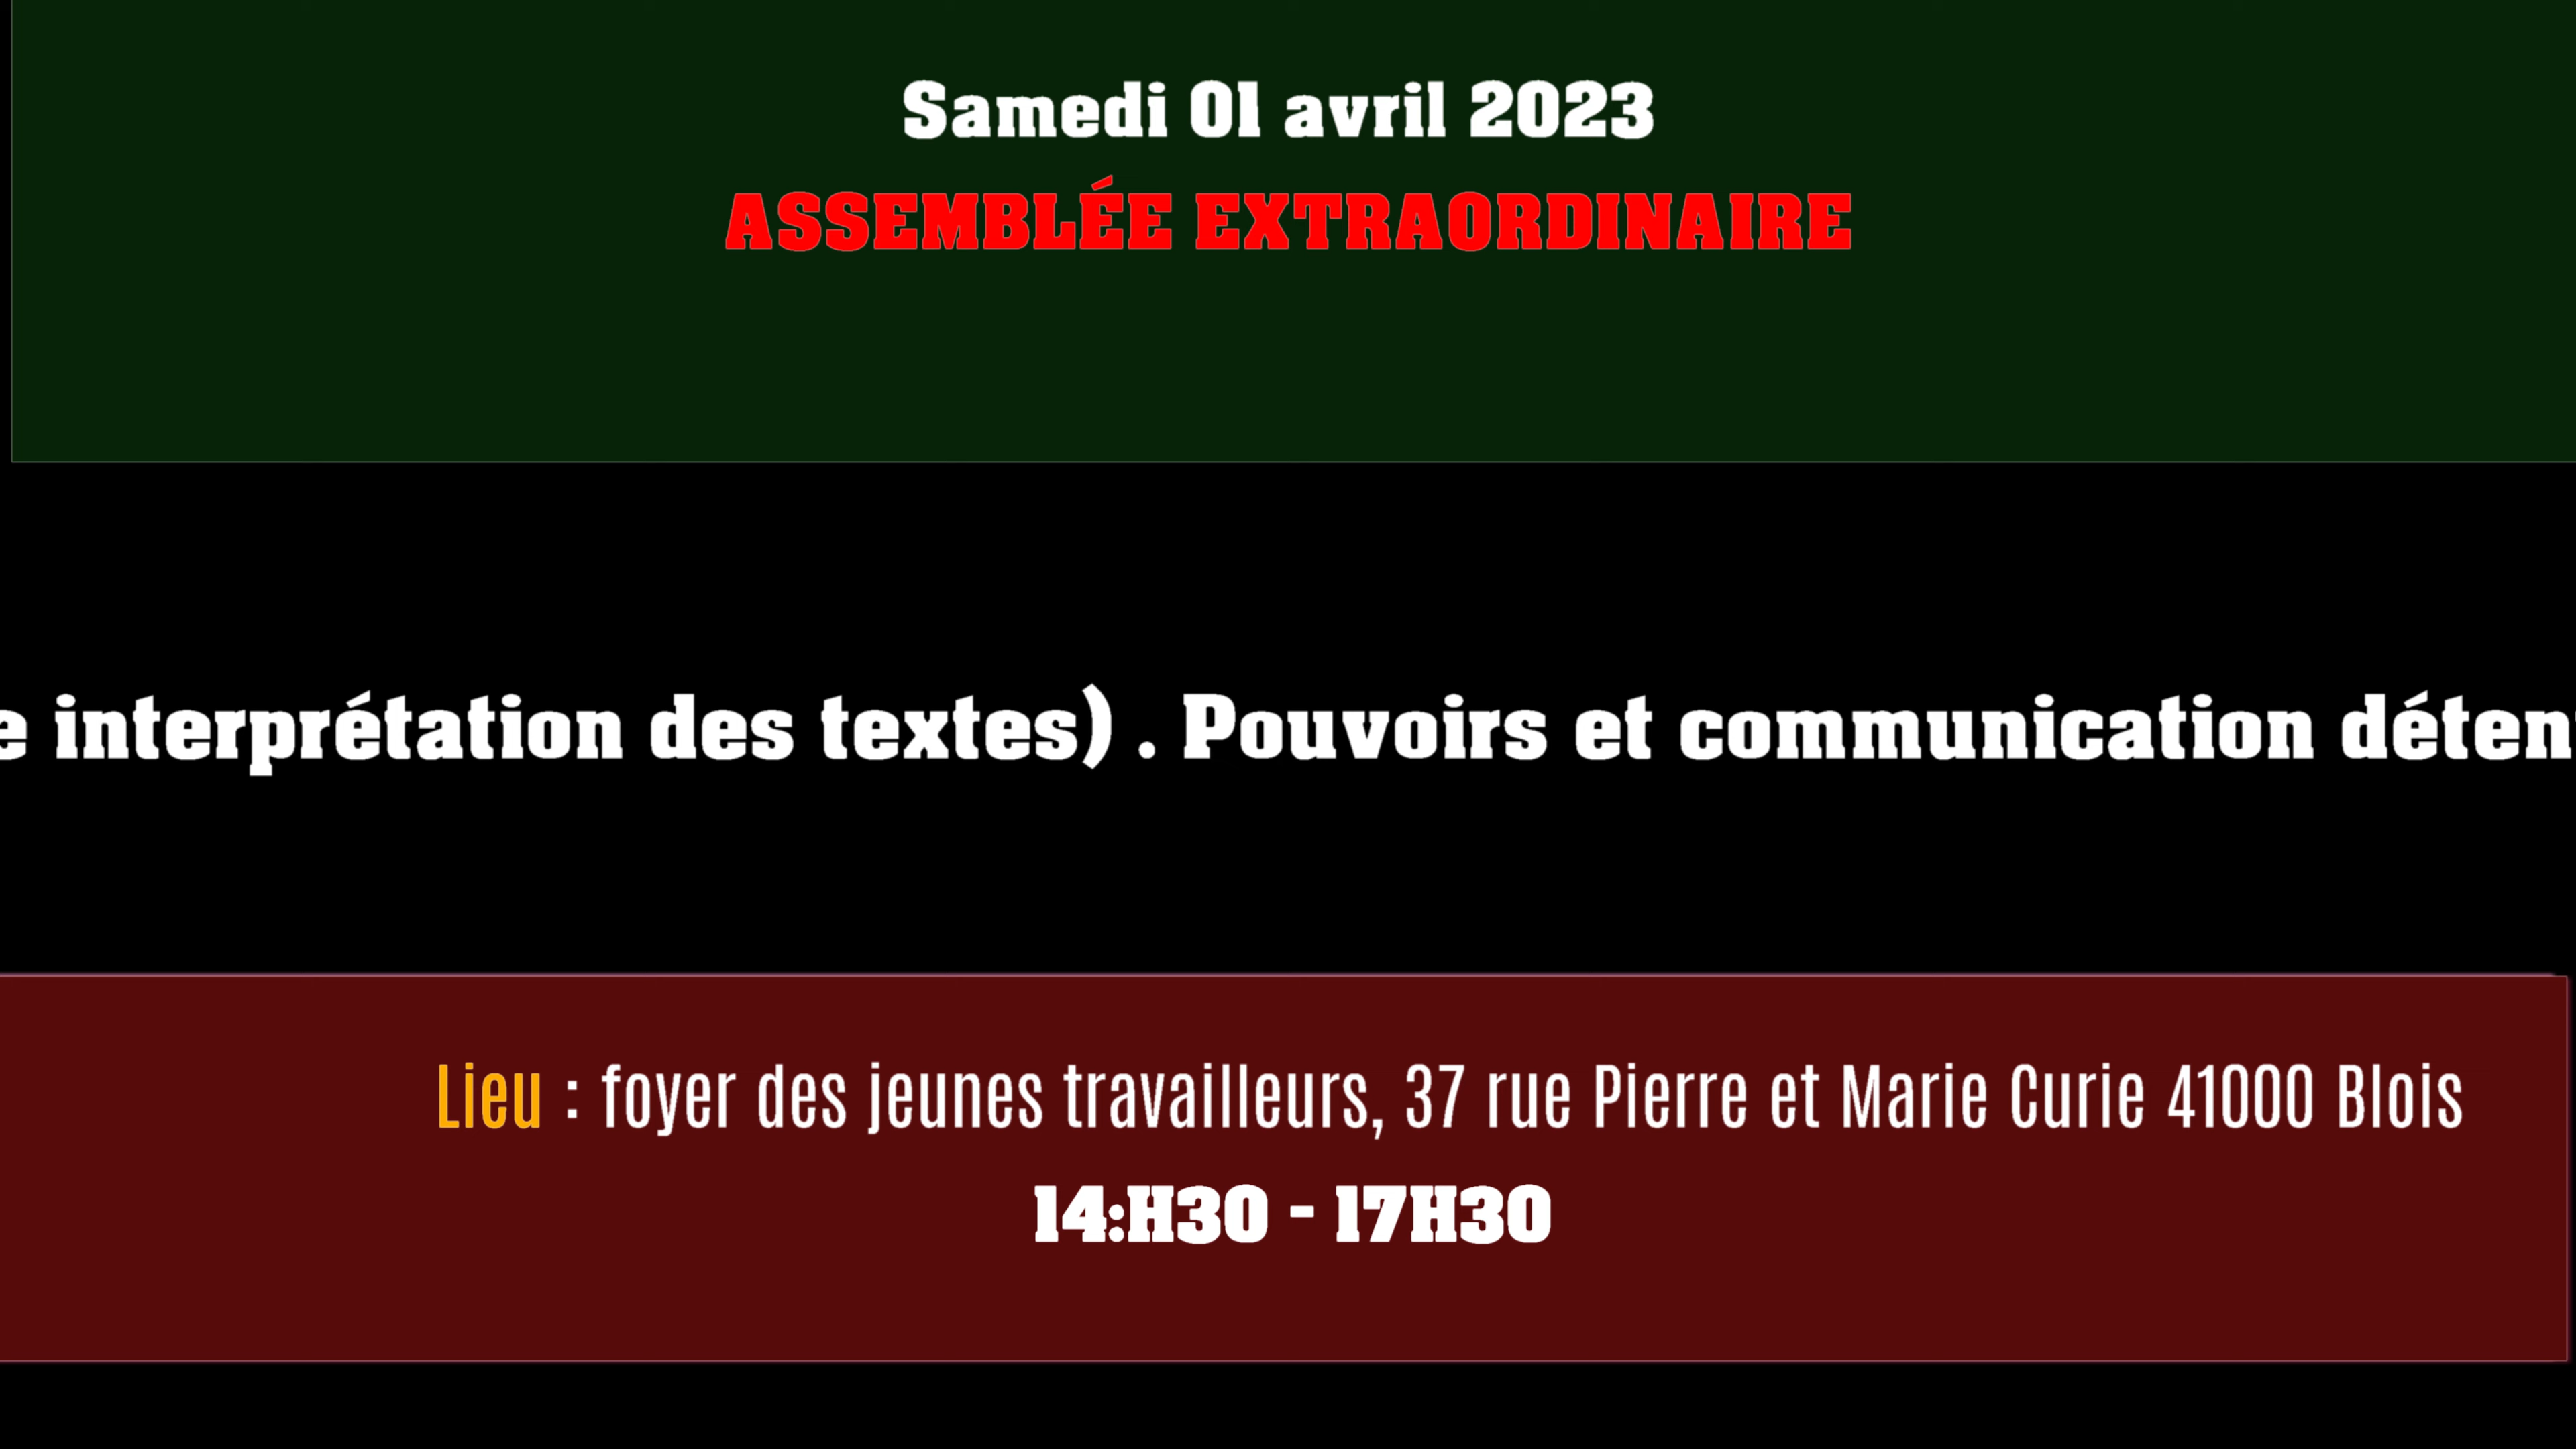 Samedi 01 avril 2023
ASSEMBLÉE EXTRAORDINAIRE
interprétation des textes) . Pouvoirs et communication
Lieu : foyer des jeunes travailleurs, 37 rue Pierre et Marie Curie 41000 Blois
14:H30 - 17H30